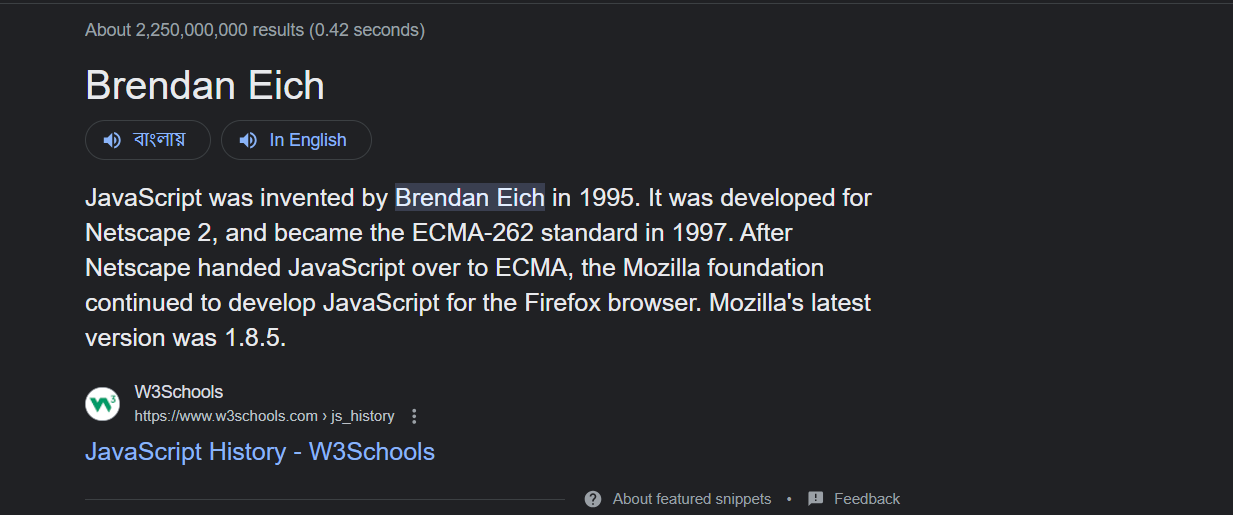 About 2,250,000,000 results (0.42 seconds)
Brendan Eich
বাংলায়
In English
JavaScript was invented by Brendan Eich in 1995. It was developed for
Netscape 2, and became the ECMA-262 standard in 1997. After
Netscape handed JavaScript over to ECMA, the Mozilla foundation
continued to develop JavaScript for the Firefox browser. Mozilla's latest
version was 1.8.5.
W3Schools
https://www.w3schools.com › js_history
JavaScript History - W3Schools
About featured snippets • Feedback